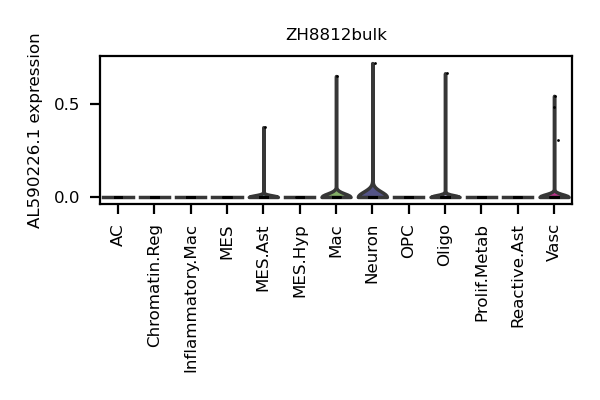 ZH8812bulk
AL590226.1 expression
0.5
0.0
AC
Chromatin.Reg
Inflammatory.Mac
MES
MES.Ast
MES.Hyp
Mac
Neuron
OPC
Oligo
Prolif.Metab
Reactive.Ast
Vasc